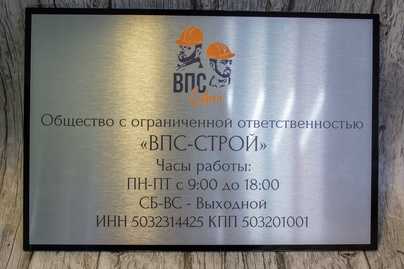 ВПС
Строй
Общество с ограниченной ответственностью
«ВПС-СТРОЙ»
Часы работы:
ПН-ПТ с 9:00 до 18:00
СБ-ВС - Выходной
ИНН 5032314425 КПП 503201001